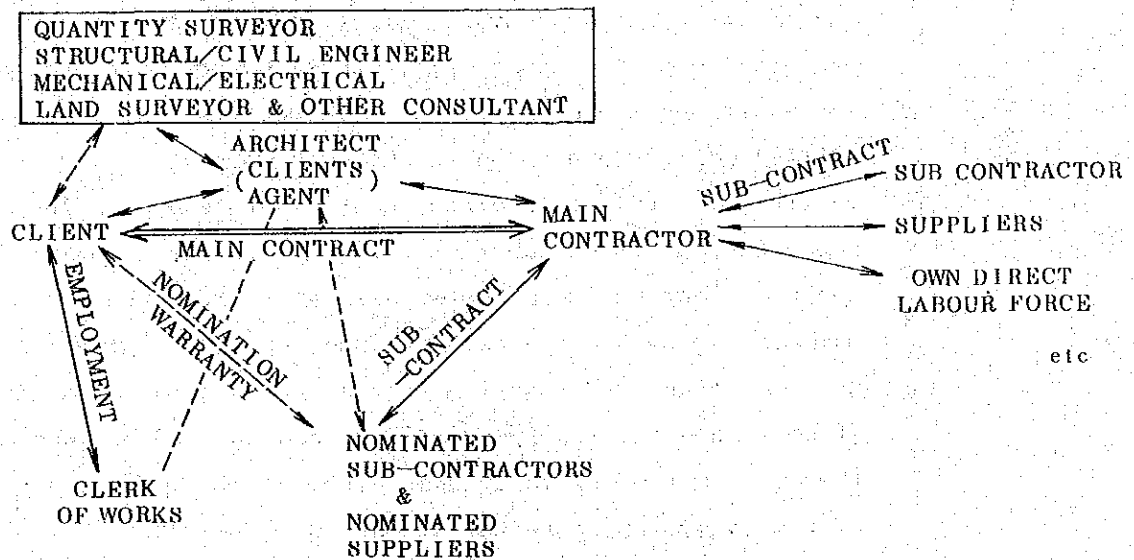 QUANTITY SURVEYOR
STRUCTURAL/CIVIL ENGINEER
MECHANICAL/ELECTRICAL
LAND SURVEYOR & OTHER CONSULTANT
ARCHITECT
(CLIENTS)
AGENT
CLIENT
MAIN CONTRACT
MAIN
CONTRACTOR
SUB-CONTRACT
SUB CONTRACTOR
SUPPLIERS
OWN DIRECT
LABOUR FORCE
etc
EMPLOYMENT
NOMINATION
WARRANTY
SUB
-CONTRACT
CLERK
OF WORKS
NOMINATED
SUB-CONTRACTORS
&
NOMINATED
SUPPLIERS